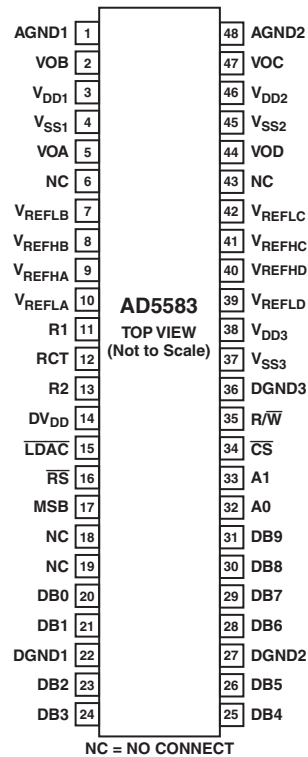 AGND1 1 48 AGND2
VOB 2 47 VOC
VDD1 3 46 VDD2
VSS1 4 45 VSS2
VOA 5 44 VOD
NC 6 43 NC
VREFLB 7 42 VREFLC
VREFHB 8 41 VREFHC
VREFHA 9 40 VREFHD
VREFLA 10 39 VREFLD
AD5583
R1 11 38 VDD3
TOP VIEW
RCT 12 37 VSS3
(Not to Scale)
R2 13 36 DGND3
DVDD 14 35 R/W̅
L̅D̅A̅C̅ 15 34 C̅S̅
R̅S̅ 16 33 A1
MSB 17 32 A0
NC 18 31 DB9
NC 19 30 DB8
DB0 20 29 DB7
DB1 21 28 DB6
DGND1 22 27 DGND2
DB2 23 26 DB5
DB3 24 25 DB4
NC = NO CONNECT